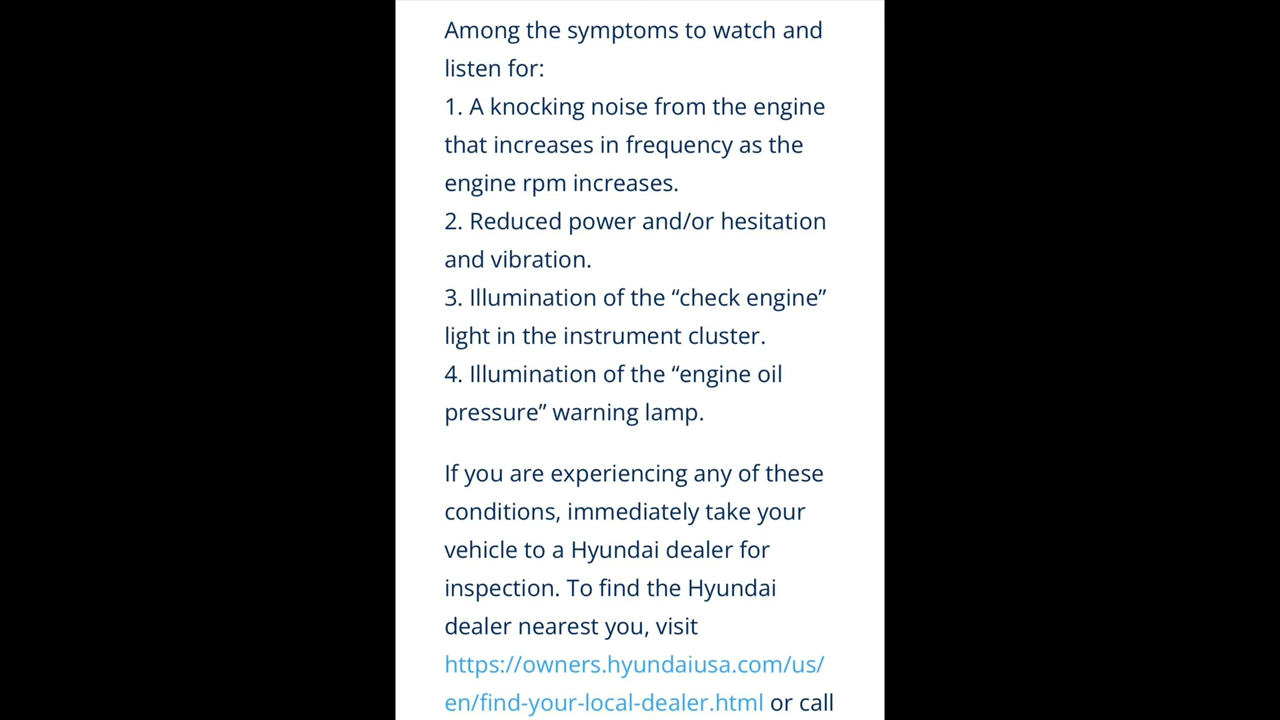 Among the symptoms to watch and
listen for:
1. A knocking noise from the engine
that increases in frequency as the
engine rpm increases.
2. Reduced power and/or hesitation
and vibration.
3. Illumination of the “check engine”
light in the instrument cluster.
4. Illumination of the “engine oil
pressure” warning lamp.
If you are experiencing any of these
conditions, immediately take your
vehicle to a Hyundai dealer for
inspection. To find the Hyundai
dealer nearest you, visit
https://owners.hyundaiusa.com/us/
en/find-your-local-dealer.html or call